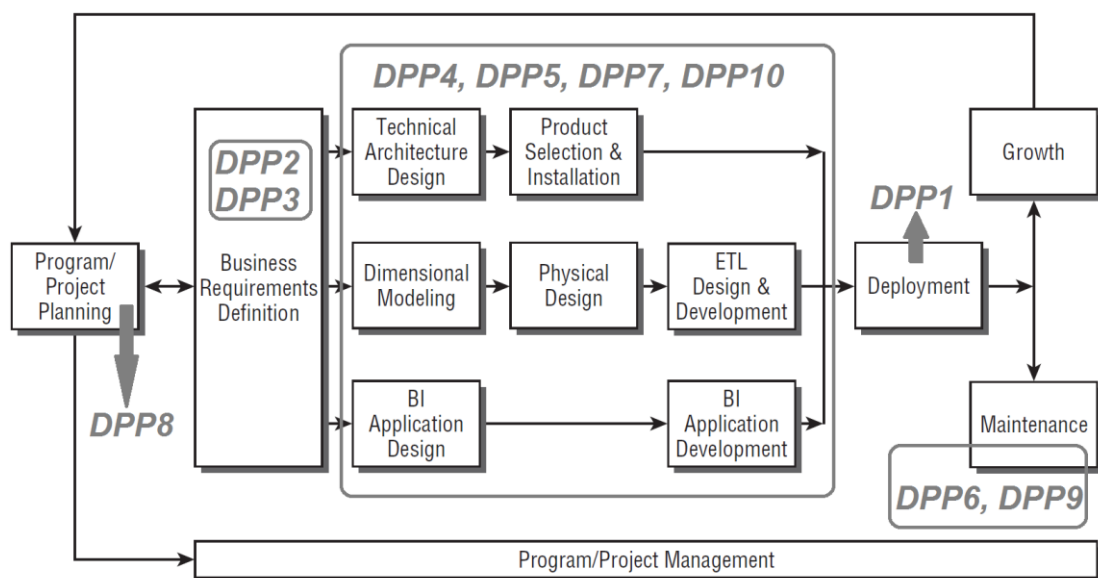 DPP4, DPP5, DPP7, DPP10
Technical
Architecture
Design
Product
Selection &
Installation
Growth
DPP2
DPP3
DPP1
Program/
Project
Planning
Business
Requirements
Definition
Dimensional
Modeling
Physical
Design
ETL
Design &
Development
Deployment
DPP8
BI
Application
Design
BI
Application
Development
Maintenance
DPP6, DPP9
Program/Project Management